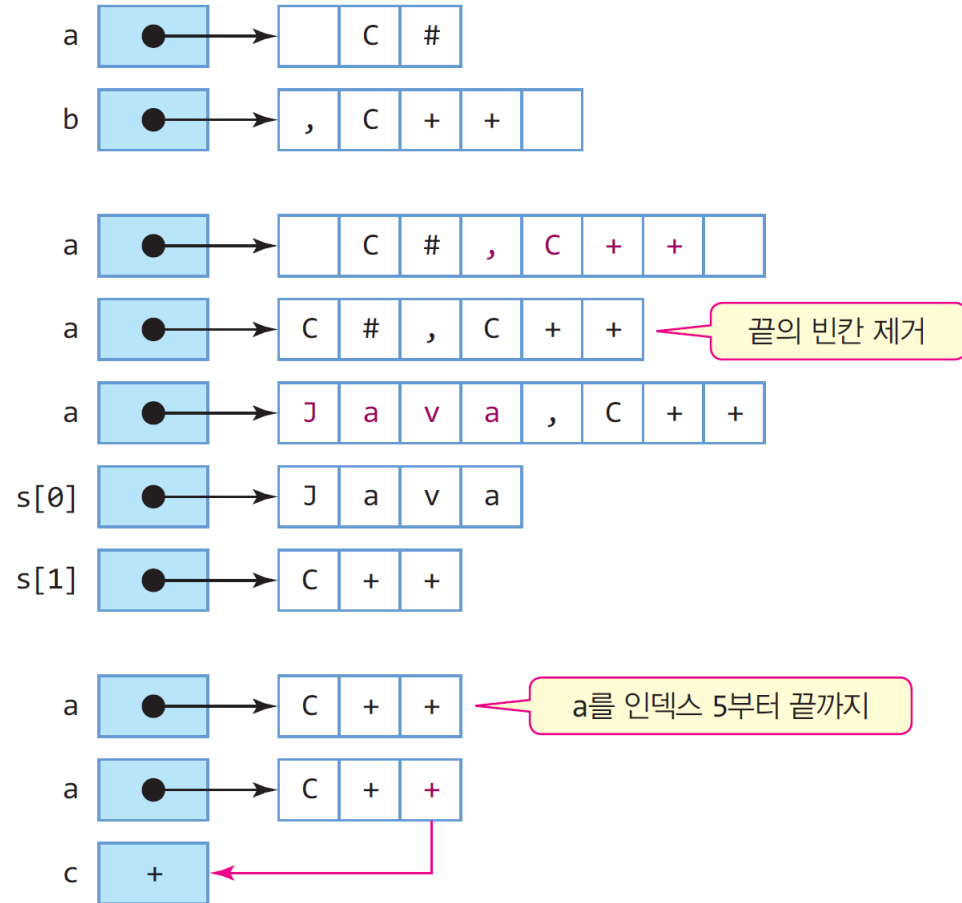 a C #
b , C + +
a C # , C + +
a C # , C + + 끝의 빈칸 제거
a J a v a , C + +
s[0] J a v a
s[1] C + +
a C + + a를 인덱스 5부터 끝까지
a C + +
c +